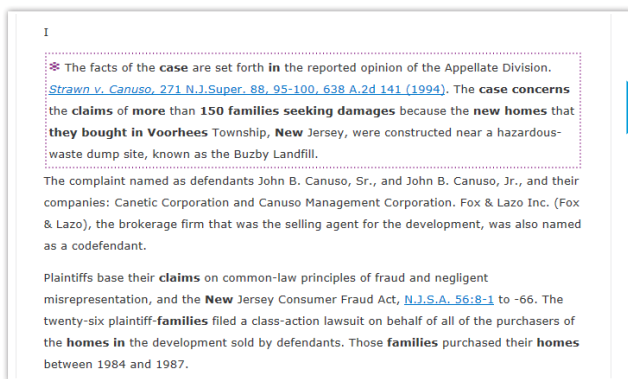 I
✻ The facts of the case are set forth in the reported opinion of the Appellate Division.
Strawn v. Canuso, 271 N.J.Super. 88, 95-100, 638 A.2d 141 (1994). The case concerns
the claims of more than 150 families seeking damages because the new homes that
they bought in Voorhees Township, New Jersey, were constructed near a hazardous-
waste dump site, known as the Buzby Landfill.
The complaint named as defendants John B. Canuso, Sr., and John B. Canuso, Jr., and their
companies: Canetic Corporation and Canuso Management Corporation. Fox & Lazo Inc. (Fox
& Lazo), the brokerage firm that was the selling agent for the development, was also named
as a codefendant.
Plaintiffs base their claims on common-law principles of fraud and negligent
misrepresentation, and the New Jersey Consumer Fraud Act, N.J.S.A. 56:8-1 to -66. The
twenty-six plaintiff-families filed a class-action lawsuit on behalf of all of the purchasers of
the homes in the development sold by defendants. Those families purchased their homes
between 1984 and 1987.